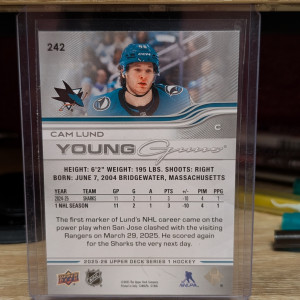 242
CAM LUND
YOUNG Guns
C
HEIGHT: 6'2" WEIGHT: 195 LBS. SHOOTS: RIGHT
BORN: JUNE 7, 2004 BRIDGEWATER, MASSACHUSETTS
YEAR TEAM GP G A PTS +/- PIM PPG
2024-25 SHARKS 11 2 1 3 -10 4 1
1 NHL SEASON 11 2 1 3 -10 4 1
The first marker of Lund's NHL career came on the
power play when San Jose clashed with the visiting
Rangers on March 29, 2025. He scored again
for the Sharks the very next day.
2025-26 UPPER DECK SERIES 1 HOCKEY